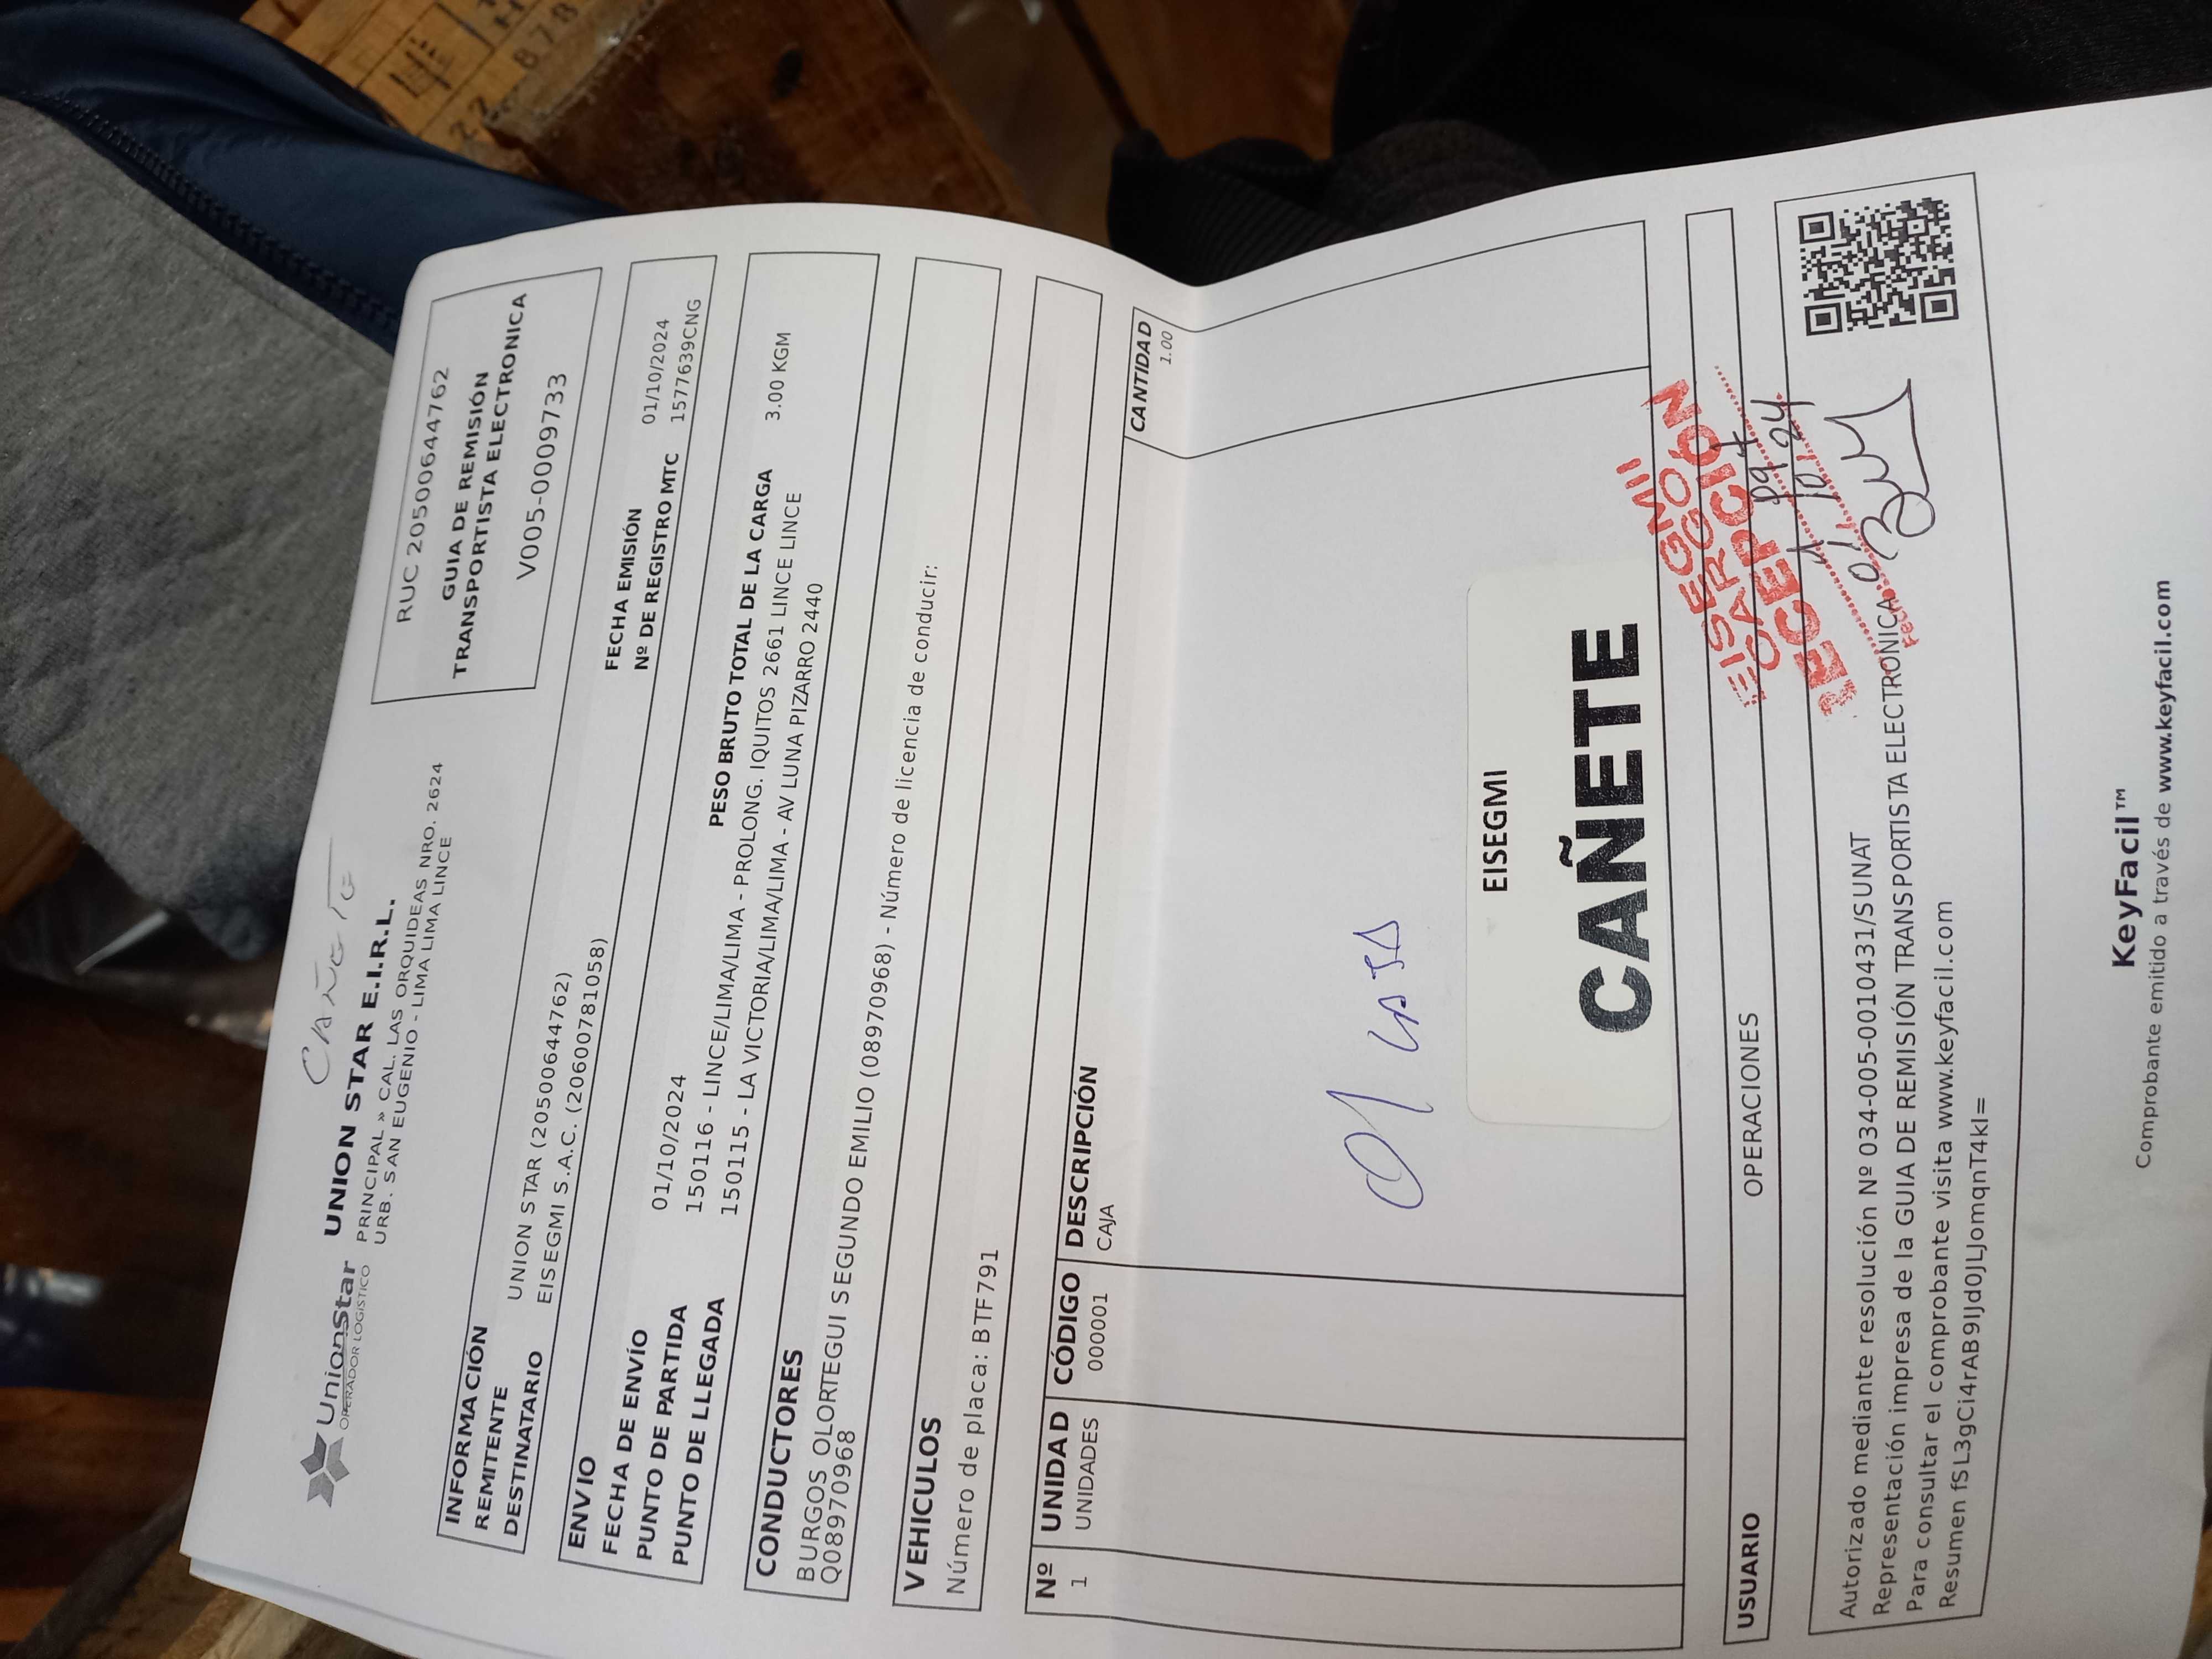 CAÑETE
UnionStar
OPERADOR LOGISTICO
UNION STAR E.I.R.L.
PRINCIPAL » CAL. LAS ORQUIDEAS NRO. 2624
URB. SAN EUGENIO - LIMA LIMA LINCE
RUC 20500644762
GUIA DE REMISIÓN
TRANSPORTISTA ELECTRONICA
V005-00009733
INFORMACIÓN
REMITENTE UNION STAR (20500644762)
DESTINATARIO EISEGMI S.A.C. (20600781058)
ENVIO
FECHA EMISIÓN 01/10/2024
FECHA DE ENVÍO 01/10/2024 Nº DE REGISTRO MTC 1577639CNG
PUNTO DE PARTIDA 150116 - LINCE/LIMA/LIMA - PROLONG. IQUITOS 2661 LINCE LINCE
PUNTO DE LLEGADA 150115 - LA VICTORIA/LIMA/LIMA - AV LUNA PIZARRO 2440
PESO BRUTO TOTAL DE LA CARGA 3.00 KGM
CONDUCTORES
BURGOS OLORTEGUI SEGUNDO EMILIO (08970968) - Número de licencia de conducir:
Q08970968
VEHICULOS
Número de placa: BTF791
Nº UNIDAD CÓDIGO DESCRIPCIÓN CANTIDAD
1 UNIDADES 000001 CAJA 1.00
01 CAJA
EISEGMI
CAÑETE
EISEGMI
USUARIO OPERACIONES
01 10 24
Autorizado mediante resolución Nº 034-005-0010431/SUNAT
Representación impresa de la GUIA DE REMISIÓN TRANSPORTISTA ELECTRONICA
Para consultar el comprobante visita www.keyfacil.com
Resumen fSL3gCi4rAB9IJd0JLJomqnT4kI=
KeyFacil™
Comprobante emitido a través de www.keyfacil.com